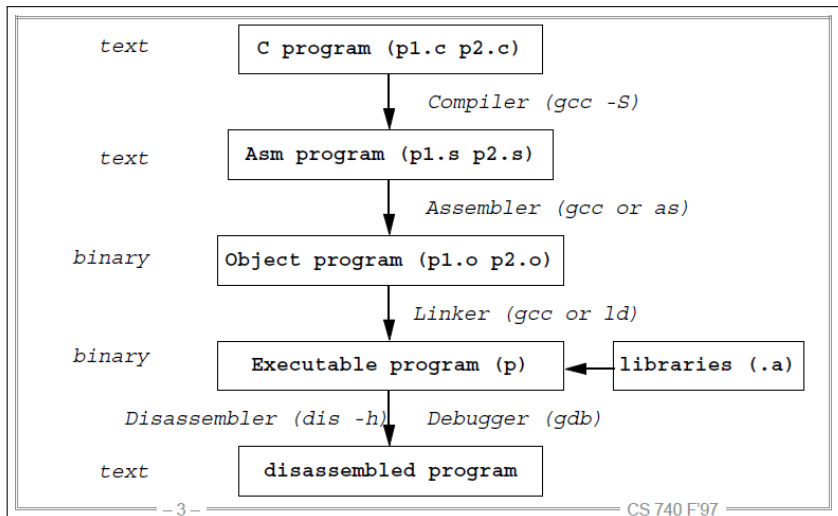 text
C program (p1.c p2.c)
Compiler (gcc -S)
text
Asm program (p1.s p2.s)
Assembler (gcc or as)
binary
Object program (p1.o p2.o)
Linker (gcc or ld)
binary
Executable program (p)
libraries (.a)
Disassembler (dis -h)
Debugger (gdb)
text
disassembled program
– 3 –
CS 740 F'97